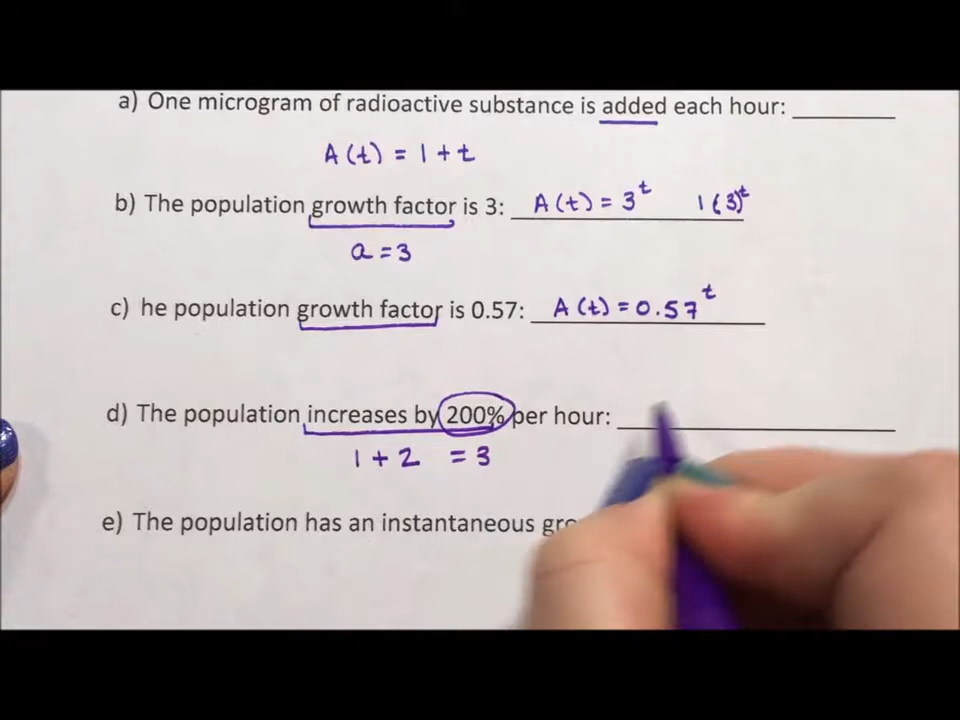 a) One microgram of radioactive substance is added each hour: ________
A(t) = 1 + t
b) The population growth factor is 3: A(t) = 3^t 1(3)^t
a = 3
c) he population growth factor is 0.57: A(t) = 0.57^t
d) The population increases by 200% per hour: ________
1 + 2 = 3
e) The population has an instantaneous